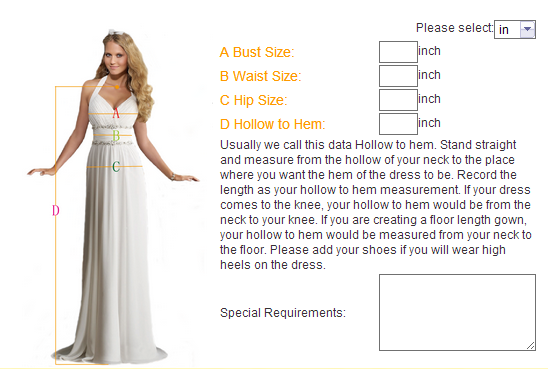 Please select: in
A Bust Size: inch
B Waist Size: inch
C Hip Size: inch
D Hollow to Hem: inch
Usually we call this data Hollow to hem. Stand straight
and measure from the hollow of your neck to the place
where you want the hem of the dress to be. Record the
length as your hollow to hem measurement. If your dress
comes to the knee, your hollow to hem would be from the
neck to your knee. If you are creating a floor length gown,
your hollow to hem would be measured from your neck to
the floor. Please add your shoes if you will wear high
heels on the dress.
Special Requirements:
A
B
C
D